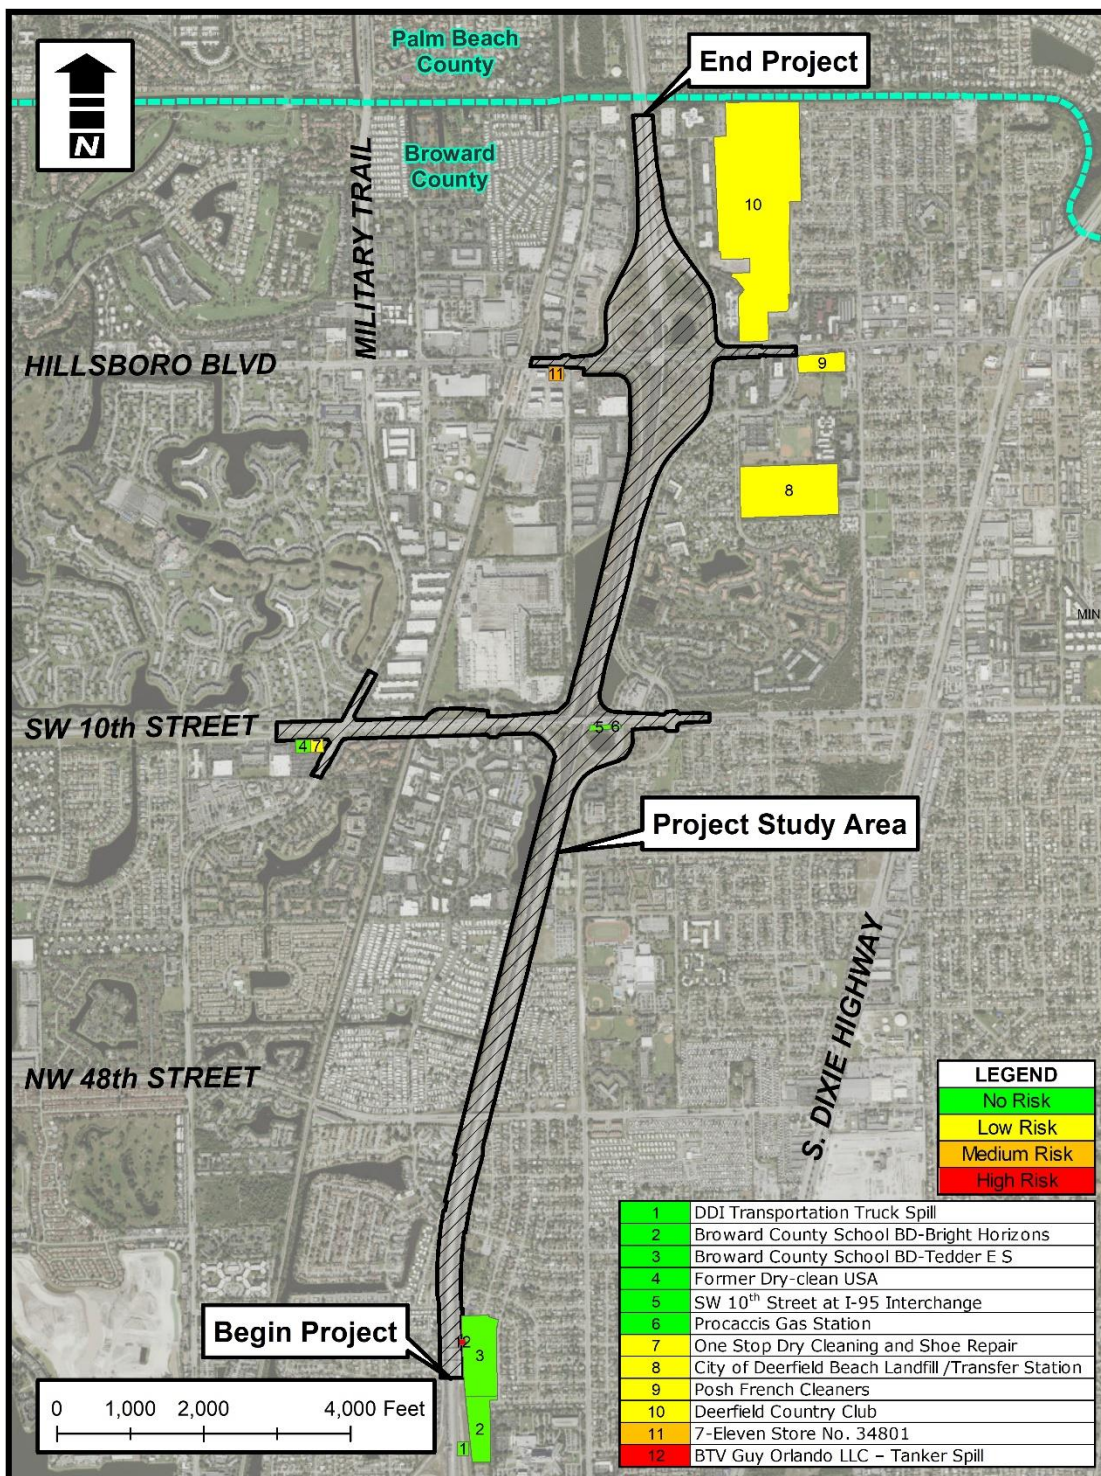 Palm Beach
County
End Project
N
MILITARY TRAIL
Broward
County
10
HILLSBORO BLVD
11
9
8
MIN
SW 10th STREET
5
6
4
7
Project Study Area
S. DIXIE HIGHWAY
NW 48th STREET
LEGEND
No Risk
Low Risk
Medium Risk
High Risk
Begin Project
12
3
2
1
0 1,000 2,000 4,000 Feet
1 DDI Transportation Truck Spill
2 Broward County School BD-Bright Horizons
3 Broward County School BD-Tedder E S
4 Former Dry-clean USA
5 SW 10th Street at I-95 Interchange
6 Procaccis Gas Station
7 One Stop Dry Cleaning and Shoe Repair
8 City of Deerfield Beach Landfill /Transfer Station
9 Posh French Cleaners
10 Deerfield Country Club
11 7-Eleven Store No. 34801
12 BTV Guy Orlando LLC – Tanker Spill